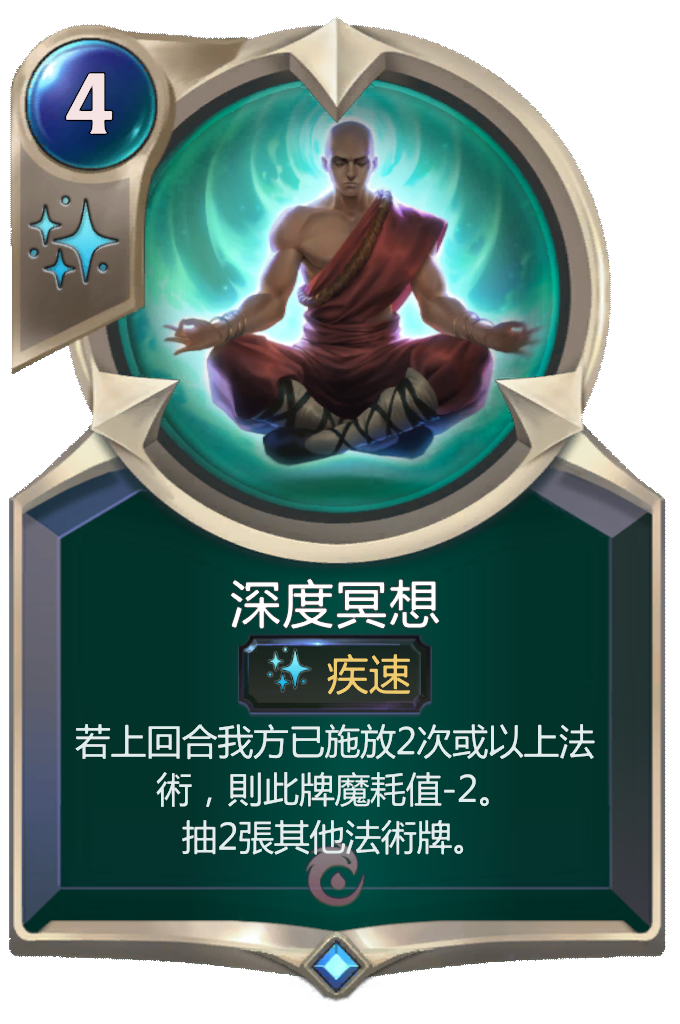 4
深度冥想
疾速
若上回合我方已施放2次或以上法
術，則此牌魔耗值-2。
抽2張其他法術牌。